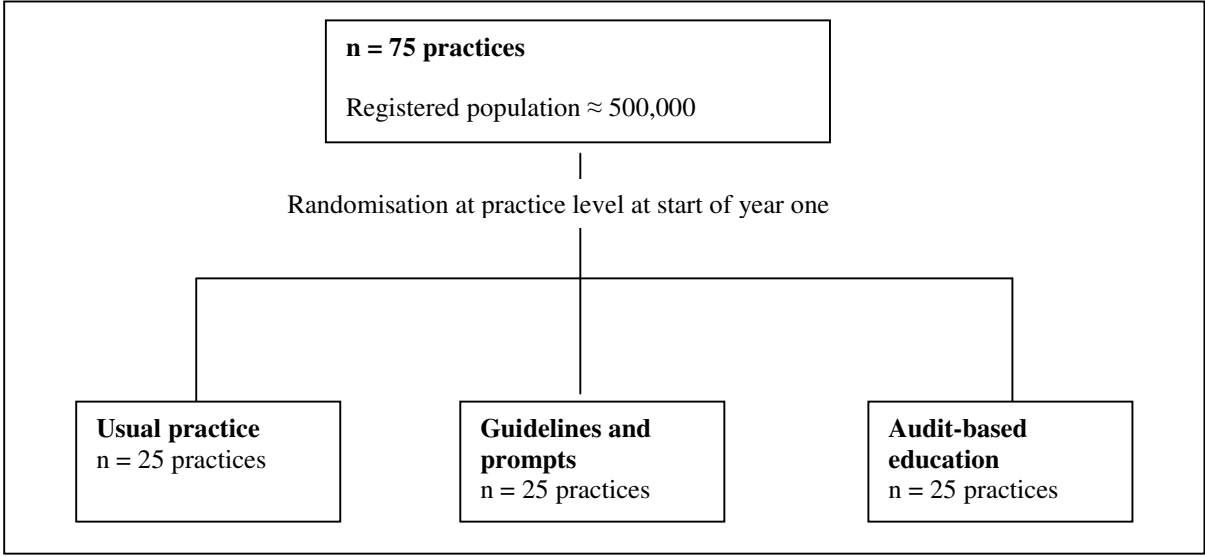 n = 75 practices
Registered population ≈ 500,000
Randomisation at practice level at start of year one
Usual practice
n = 25 practices
Guidelines and
prompts
n = 25 practices
Audit-based
education
n = 25 practices